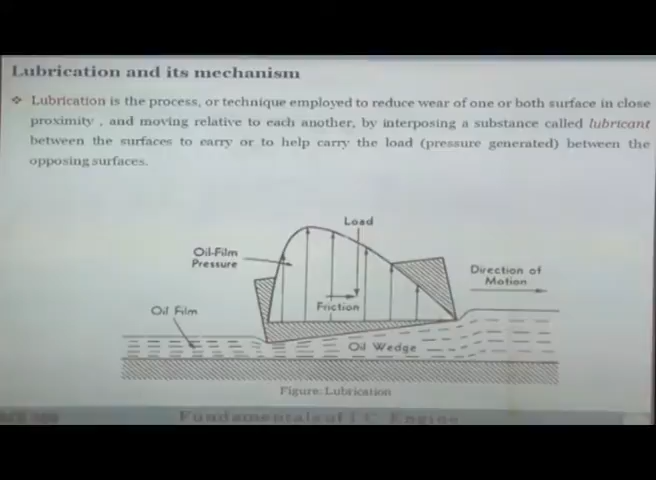 Lubrication and its mechanism
❖ Lubrication is the process, or technique employed to reduce wear of one or both surface in close
proximity , and moving relative to each another, by interposing a substance called lubricant
between the surfaces to carry or to help carry the load (pressure generated) between the
opposing surfaces.
Load
Oil-Film
Pressure
Direction of
Motion
Friction
Oil Film
Oil Wedge
Figure: Lubrication
Fundamentals of I C Engine